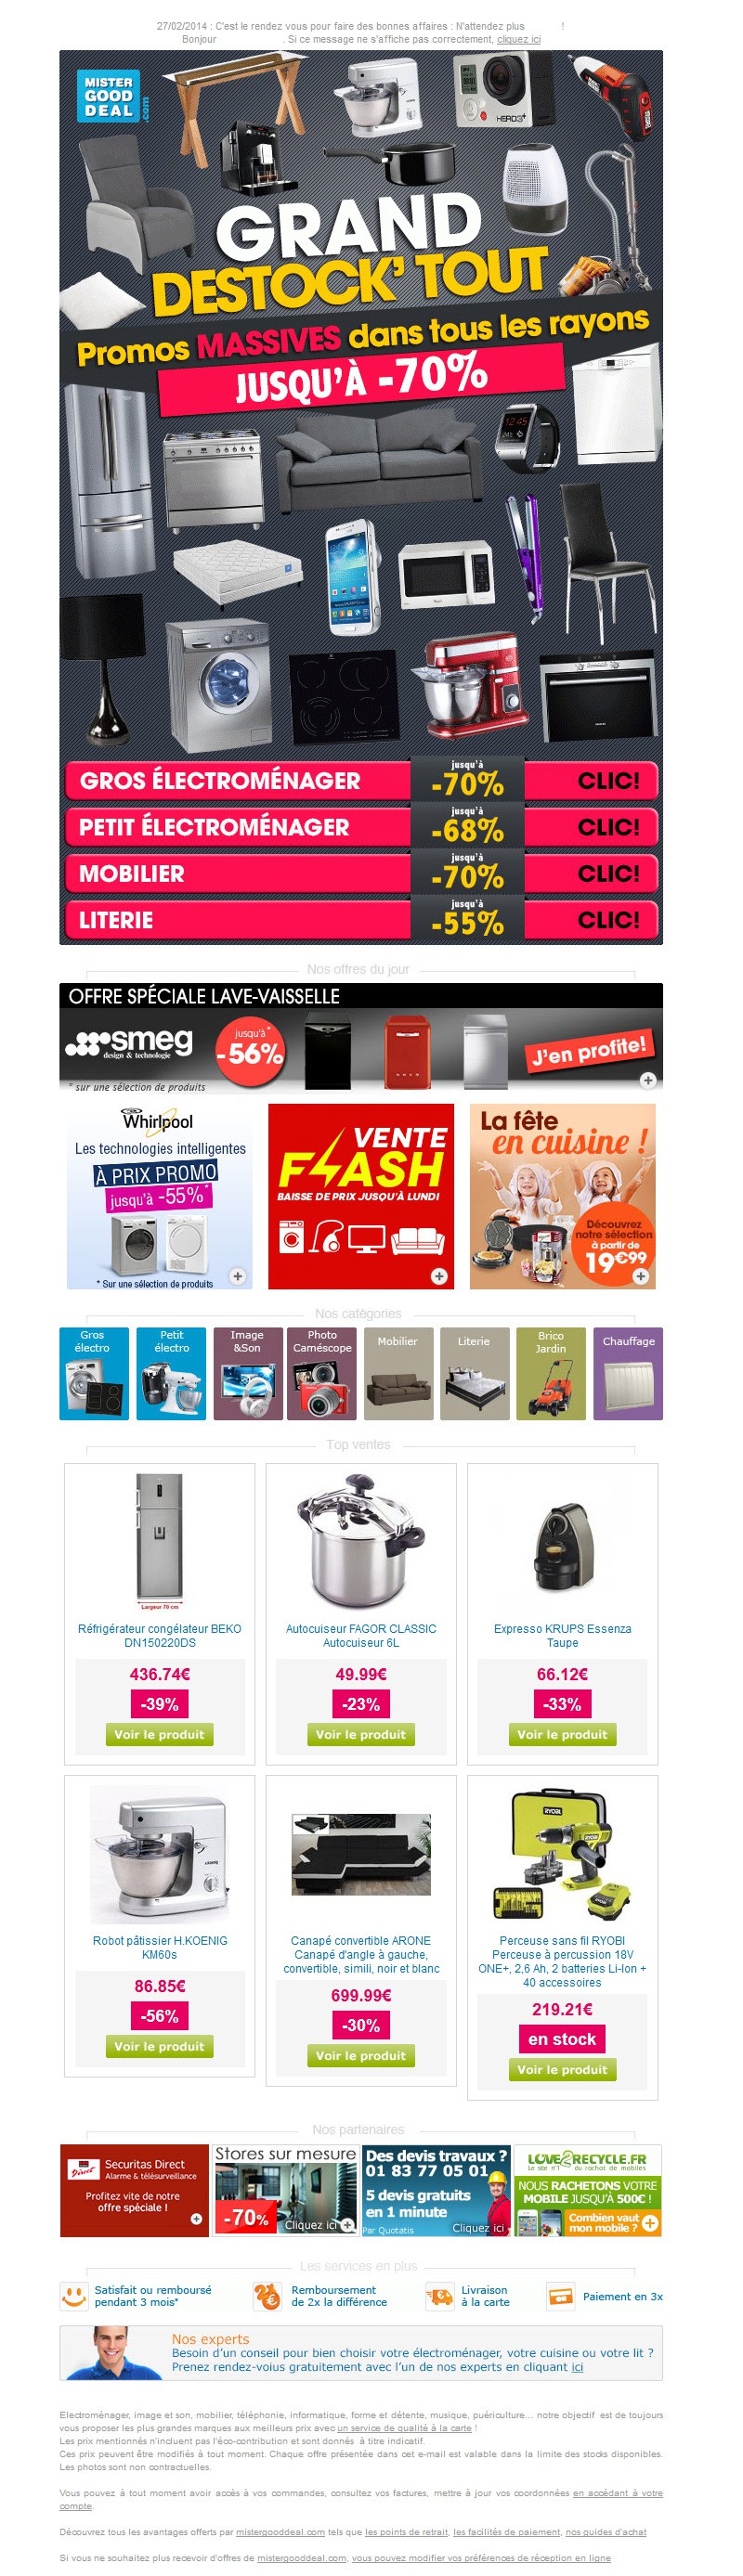 27/02/2014 : C'est le rendez vous pour faire des bonnes affaires : N'attendez plus !
Bonjour . Si ce message ne s'affiche pas correctement, cliquez ici
MISTER
GOOD
DEAL
.com
HERO3+
GRAND
DESTOCK' TOUT
Promos MASSIVES dans tous les rayons
JUSQU'À -70%
GROS ÉLECTROMÉNAGER jusqu'à -70% CLIC!
PETIT ÉLECTROMÉNAGER jusqu'à -68% CLIC!
MOBILIER jusqu'à -70% CLIC!
LITERIE jusqu'à -55% CLIC!
Nos offres du jour
OFFRE SPÉCIALE LAVE-VAISSELLE
smeg
design & technologie
jusqu'à*
-56%
J'en profite!
* sur une sélection de produits
Whirlpool
Les technologies intelligentes
À PRIX PROMO
jusqu'à -55%*
* Sur une sélection de produits
VENTE
FLASH
BAISSE DE PRIX JUSQU'À LUNDI
La fête
en cuisine !
Découvrez
notre sélection
à partir de
19€99
Nos catégories
Gros
électro
Petit
électro
Image
&Son
Photo
Caméscope
Mobilier
Literie
Brico
Jardin
Chauffage
Top ventes
Largeur 70 cm
Réfrigérateur congélateur BEKO
DN150220DS
436.74€
-39%
Voir le produit
Autocuiseur FAGOR CLASSIC
Autocuiseur 6L
49.99€
-23%
Voir le produit
Expresso KRUPS Essenza
Taupe
66.12€
-33%
Voir le produit
Robot pâtissier H.KOENIG
KM60s
86.85€
-56%
Voir le produit
Canapé convertible ARONE
Canapé d'angle à gauche,
convertible, simili, noir et blanc
699.99€
-30%
Voir le produit
RYOBI
Perceuse sans fil RYOBI
Perceuse à percussion 18V
ONE+, 2,6 Ah, 2 batteries Li-Ion +
40 accessoires
219.21€
en stock
Voir le produit
Nos partenaires
Securitas Direct
Alarme & télésurveillance
Profitez vite de notre
offre spéciale !
Stores sur mesure
-70%
Cliquez ici
Des devis travaux ?
01 83 77 05 01
5 devis gratuits
en 1 minute
Par Quotatis
Cliquez ici
LOVE2RECYCLE.FR
Le site n°1 du rachat de mobiles
NOUS RACHETONS VOTRE
MOBILE JUSQU'À 500€ !
Combien vaut
mon mobile ?
Les services en plus
Satisfait ou remboursé
pendant 3 mois*
Remboursement
de 2x la différence
Livraison
à la carte
Paiement en 3x
Nos experts
Besoin d'un conseil pour bien choisir votre électroménager, votre cuisine ou votre lit ?
Prenez rendez-voius gratuitement avec l'un de nos experts en cliquant ici
Electroménager, image et son, mobilier, téléphonie, informatique, forme et détente, musique, puériculture... notre objectif est de toujours
vous proposer les plus grandes marques aux meilleurs prix avec un service de qualité à la carte !
Les prix mentionnés n'incluent pas l'éco-contribution et sont donnés à titre indicatif.
Ces prix peuvent être modifiés à tout moment. Chaque offre présentée dans cet e-mail est valable dans la limite des stocks disponibles.
Les photos sont non contractuelles.
Vous pouvez à tout moment avoir accès à vos commandes, consultez vos factures, mettre à jour vos coordonnées en accédant à votre
compte.
Découvrez tous les avantages offerts par mistergooddeal.com tels que les points de retrait, les facilités de paiement, nos guides d'achat
Si vous ne souhaitez plus recevoir d'offres de mistergooddeal.com, vous pouvez modifier vos préférences de réception en ligne